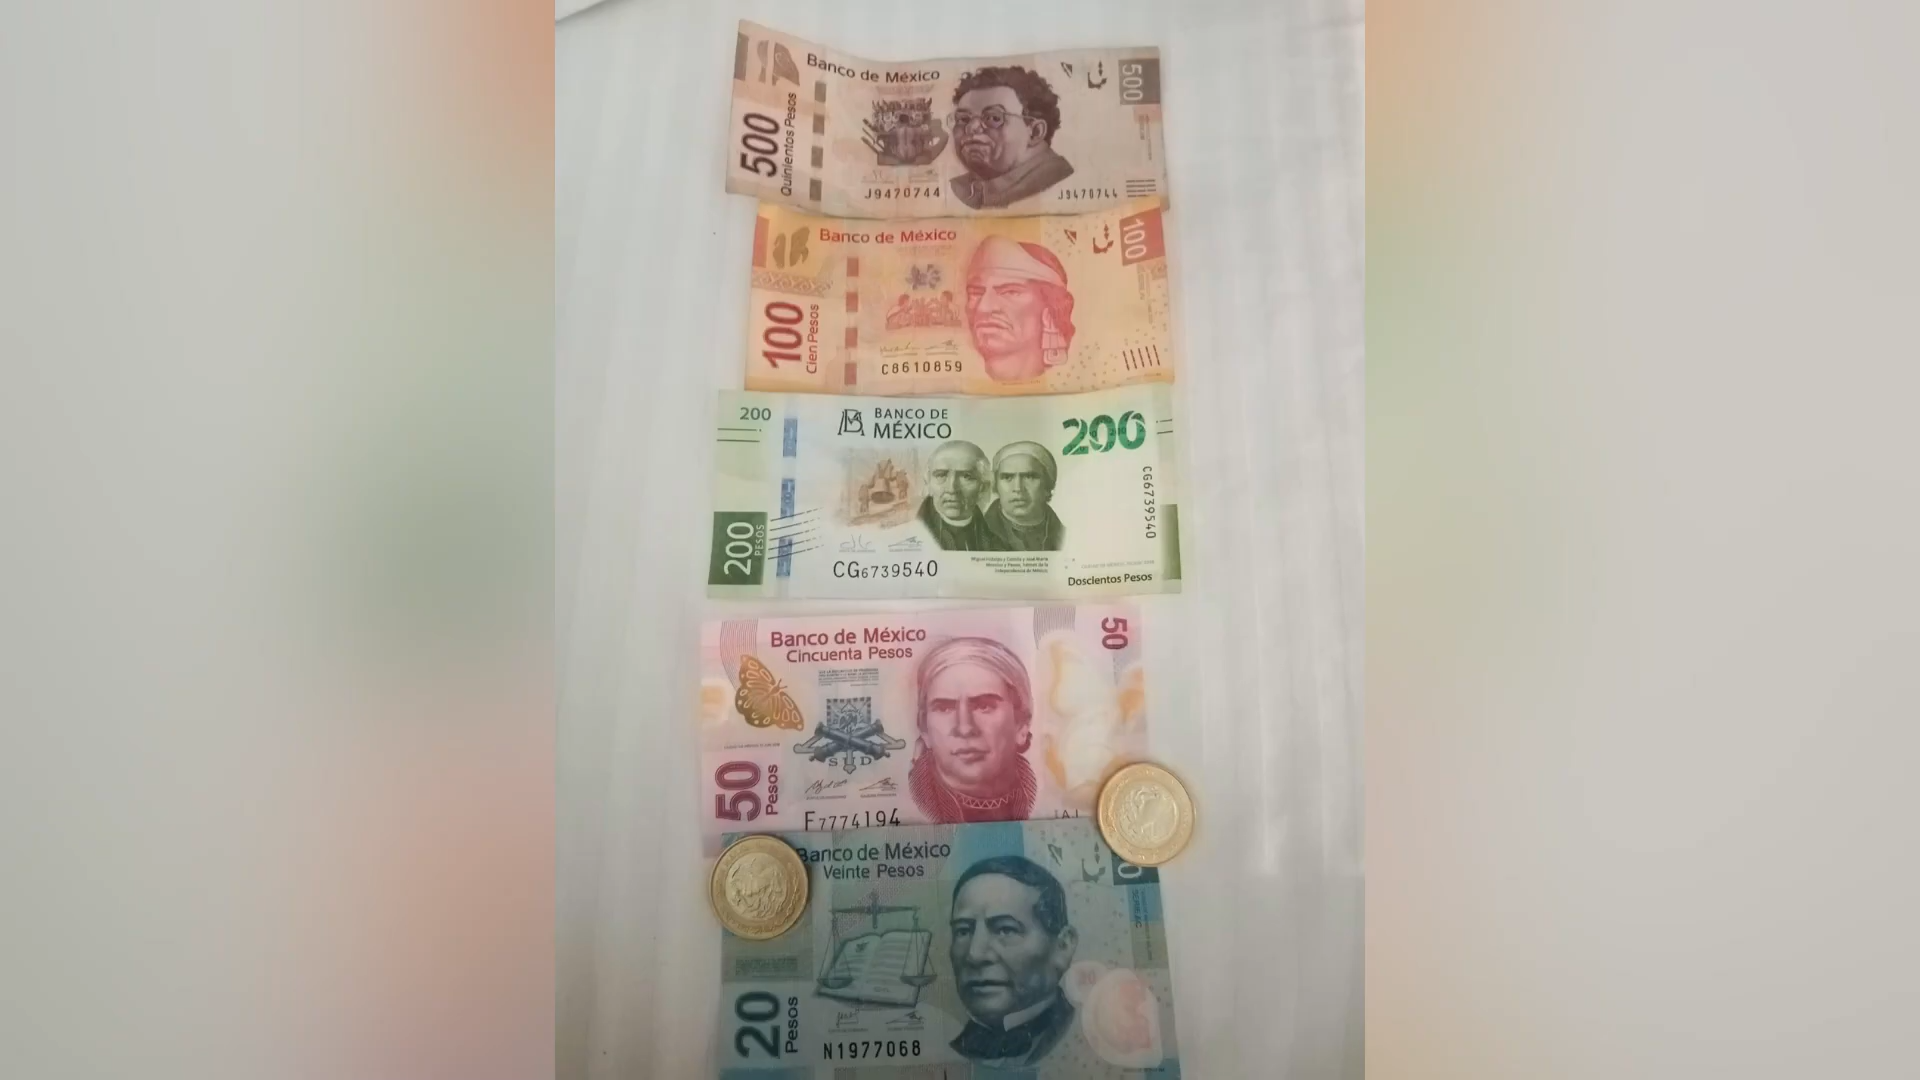 Banco de México
500
500
Quinientos Pesos
J9470744
J9470744
Banco de México
100
100
Cien Pesos
C8610859
200
BANCO DE
MÉXICO
200
CG6739540
200
PESOS
CG6739540
Doscientos Pesos
Banco de México
Cincuenta Pesos
50
SUD
50
Pesos
F7774194
Banco de México
Veinte Pesos
20
20
Pesos
N1977068